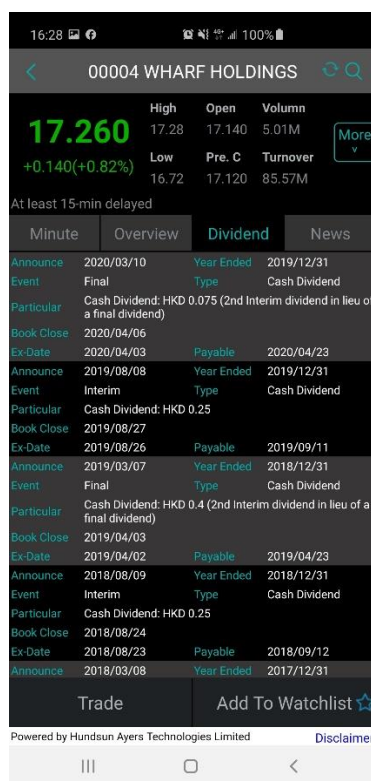 16:28 100%
00004 WHARF HOLDINGS
High Open Volumn
17.260 17.28 17.140 5.01M More
Low Pre. C Turnover
+0.140(+0.82%) 16.72 17.120 85.57M
At least 15-min delayed
Minute Overview Dividend News
Announce 2020/03/10 Year Ended 2019/12/31
Event Final Type Cash Dividend
Particular Cash Dividend: HKD 0.075 (2nd Interim dividend in lieu of
a final dividend)
Book Close 2020/04/06
Ex-Date 2020/04/03 Payable 2020/04/23
Announce 2019/08/08 Year Ended 2019/12/31
Event Interim Type Cash Dividend
Particular Cash Dividend: HKD 0.25
Book Close 2019/08/27
Ex-Date 2019/08/26 Payable 2019/09/11
Announce 2019/03/07 Year Ended 2018/12/31
Event Final Type Cash Dividend
Particular Cash Dividend: HKD 0.4 (2nd Interim dividend in lieu of a
final dividend)
Book Close 2019/04/03
Ex-Date 2019/04/02 Payable 2019/04/23
Announce 2018/08/09 Year Ended 2018/12/31
Event Interim Type Cash Dividend
Particular Cash Dividend: HKD 0.25
Book Close 2018/08/24
Ex-Date 2018/08/23 Payable 2018/09/12
Announce 2018/03/08 Year Ended 2017/12/31
Trade Add To Watchlist
Powered by Hundsun Ayers Technologies Limited Disclaimer